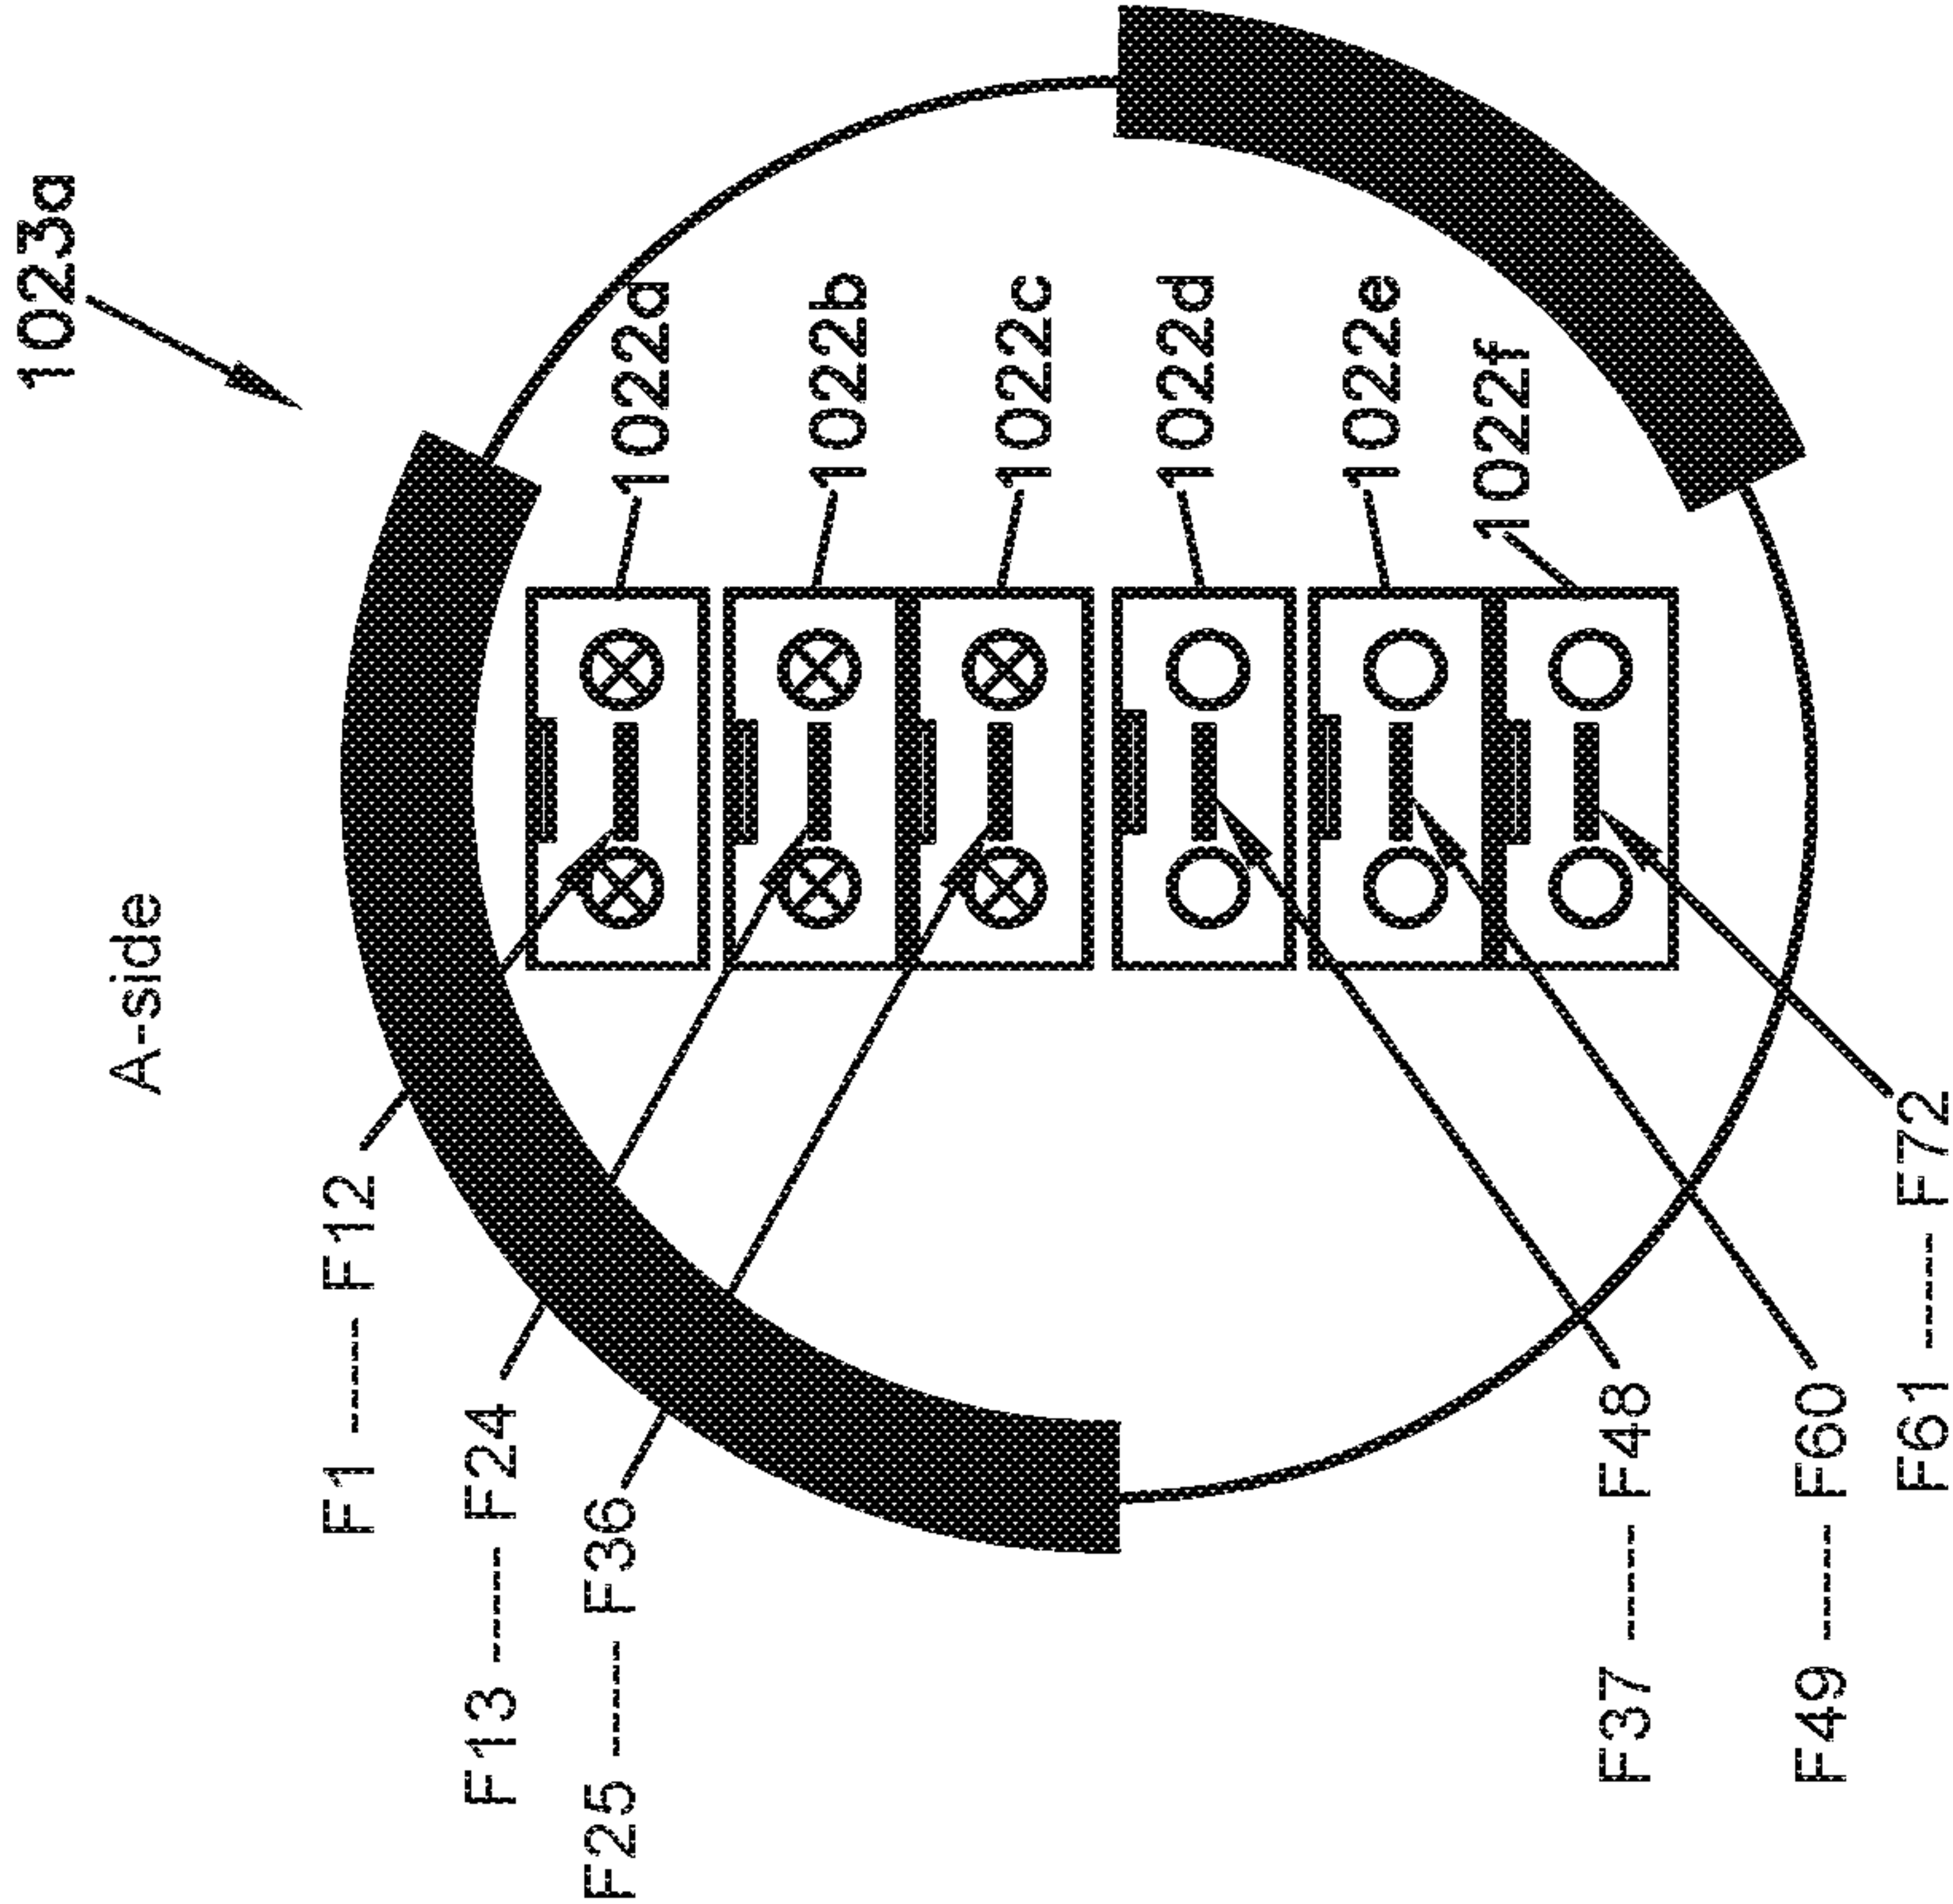 A-side
1023a
F1 ---- F12
F13 ---- F24
F25 ---- F36
1022a
1022b
1022c
1022d
1022e
1022f
F37 ---- F48
F49 ---- F60
F61 ---- F72